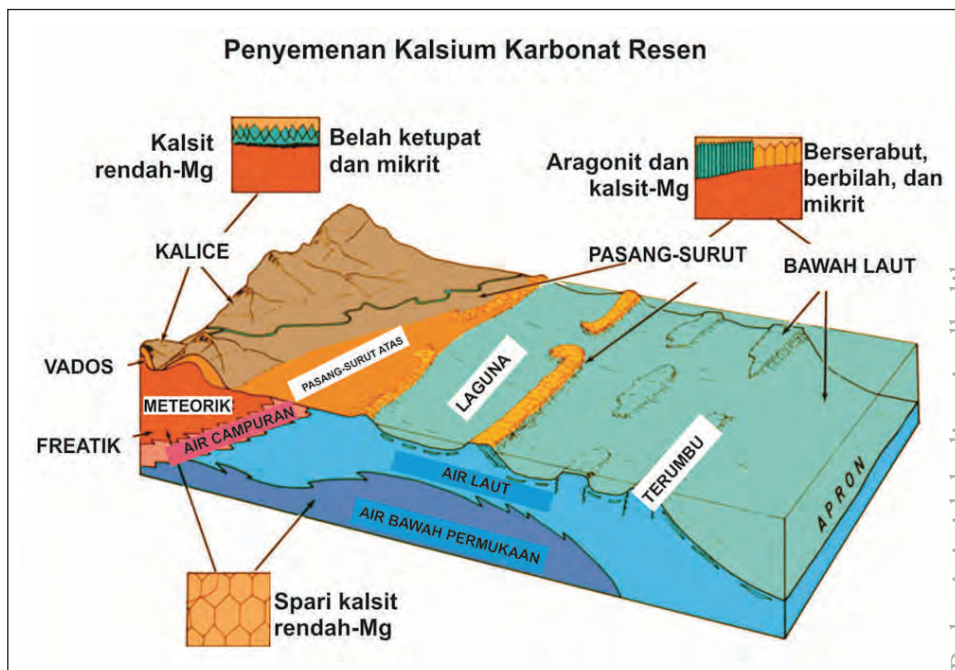 Penyemenan Kalsium Karbonat Resen
Kalsit
rendah-Mg
Belah ketupat
dan mikrit
Aragonit dan
kalsit-Mg
Berserabut,
berbilah, dan
mikrit
KALICE
PASANG-SURUT
BAWAH LAUT
VADOS
PASANG-SURUT ATAS
METEORIK
LAGUNA
FREATIK
AIR CAMPURAN
TERUMBU
AIR LAUT
APRON
AIR BAWAH PERMUKAAN
Spari kalsit
rendah-Mg